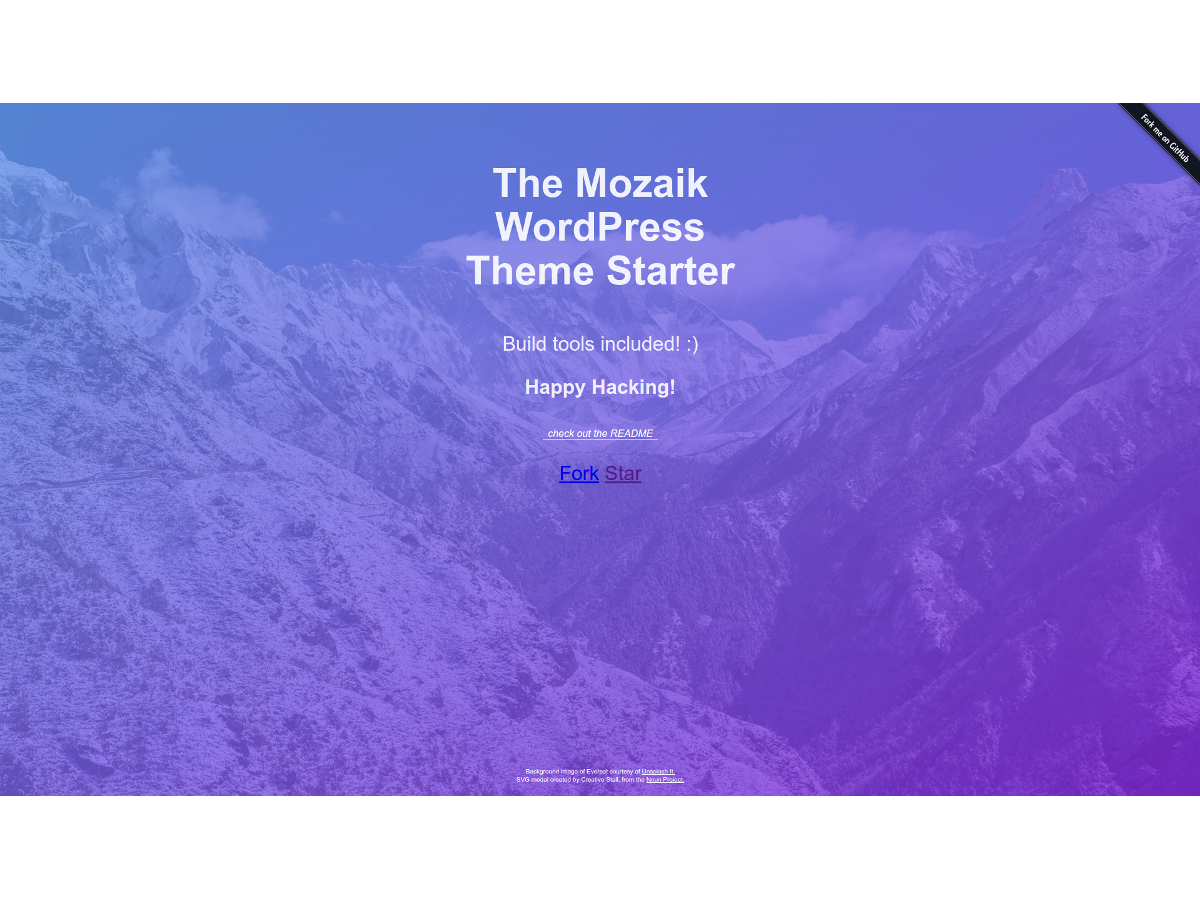 Fork me on GitHub
The Mozaik
WordPress
Theme Starter
Build tools included! :)
Happy Hacking!
check out the README
Fork Star
Background image of Everest courtesy of Unsplash It.
SVG medal created by Creative Stall, from the Noun Project.